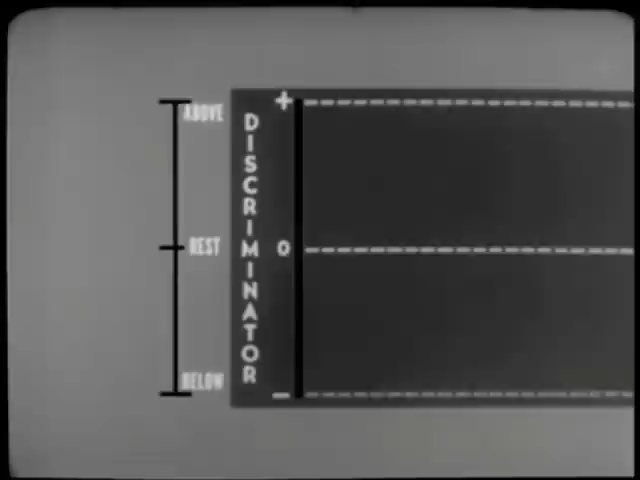 ABOVE
REST
BELOW
DISCRIMINATOR
+
0
−